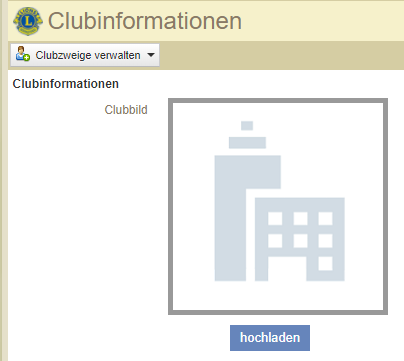 Clubinformationen
Clubzweige verwalten
Clubinformationen
Clubbild
hochladen